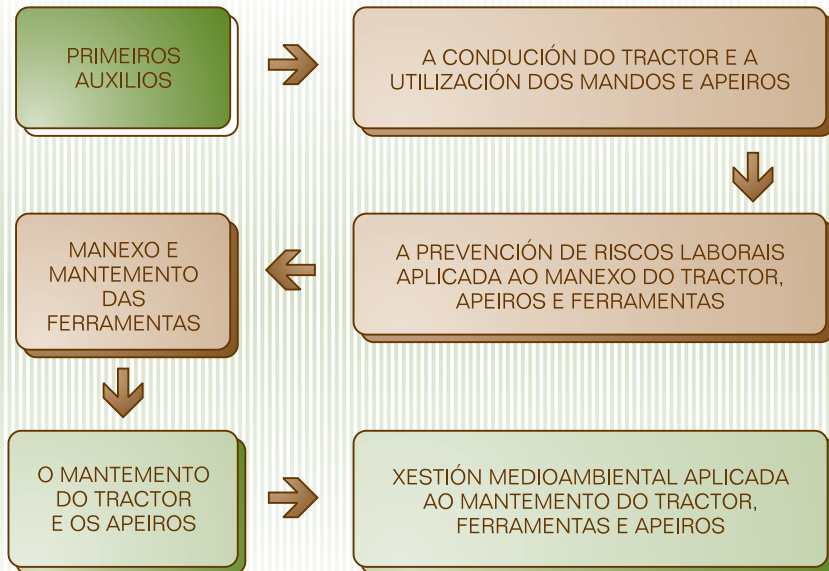 PRIMEIROS
AUXILIOS
A CONDUCIÓN DO TRACTOR E A
UTILIZACIÓN DOS MANDOS E APEIROS
A PREVENCIÓN DE RISCOS LABORAIS
APLICADA AO MANEXO DO TRACTOR,
APEIROS E FERRAMENTAS
MANEXO E
MANTEMENTO
DAS
FERRAMENTAS
O MANTEMENTO
DO TRACTOR
E OS APEIROS
XESTIÓN MEDIOAMBIENTAL APLICADA
AO MANTEMENTO DO TRACTOR,
FERRAMENTAS E APEIROS